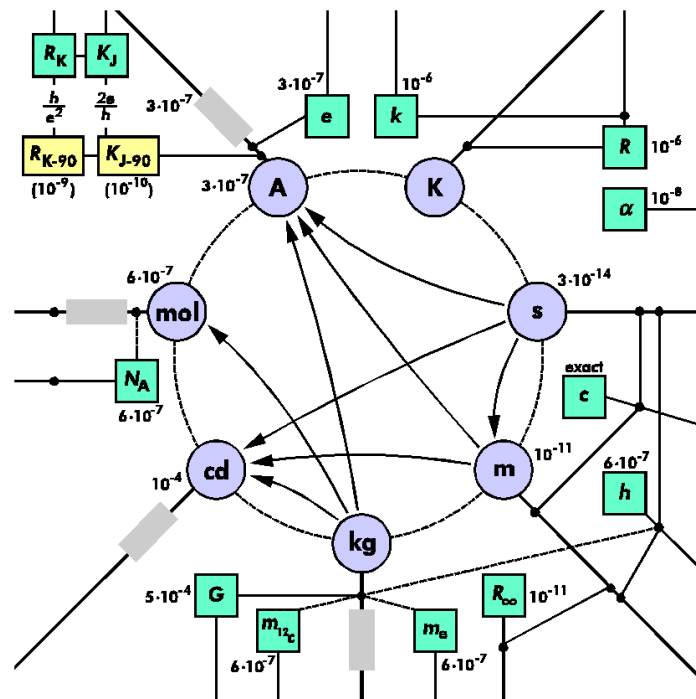 R_K K_J
3·10⁻⁷ 3·10⁻⁷ e 10⁻⁶ k
h/e² 2e/h
R_K-90 K_J-90 R 10⁻⁶
(10⁻⁹) (10⁻¹⁰)
3·10⁻⁷ A K
α 10⁻⁸
6·10⁻⁷ 3·10⁻¹⁴
mol s
exact
N_A c
6·10⁻⁷
10⁻⁴ cd m 10⁻¹¹ 6·10⁻⁷
h
kg
5·10⁻⁴ G R_∞ 10⁻¹¹
m_12C m_e
6·10⁻⁷ 6·10⁻⁷